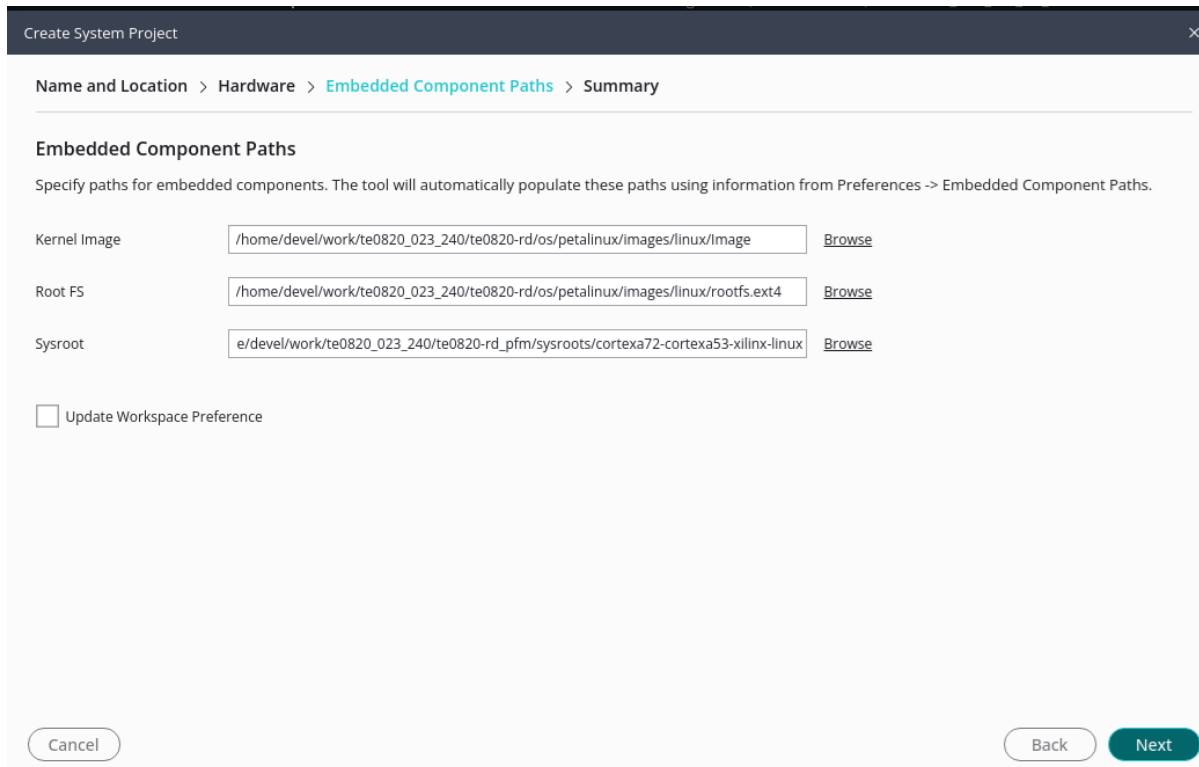 Create System Project
Name and Location > Hardware > Embedded Component Paths > Summary
Embedded Component Paths
Specify paths for embedded components. The tool will automatically populate these paths using information from Preferences -> Embedded Component Paths.
Kernel Image /home/devel/work/te0820_023_240/te0820-rd/os/petalinux/images/linux/Image Browse
Root FS /home/devel/work/te0820_023_240/te0820-rd/os/petalinux/images/linux/rootfs.ext4 Browse
Sysroot e/devel/work/te0820_023_240/te0820-rd_pfm/sysroots/cortexa72-cortexa53-xilinx-linux Browse
Update Workspace Preference
Cancel Back Next